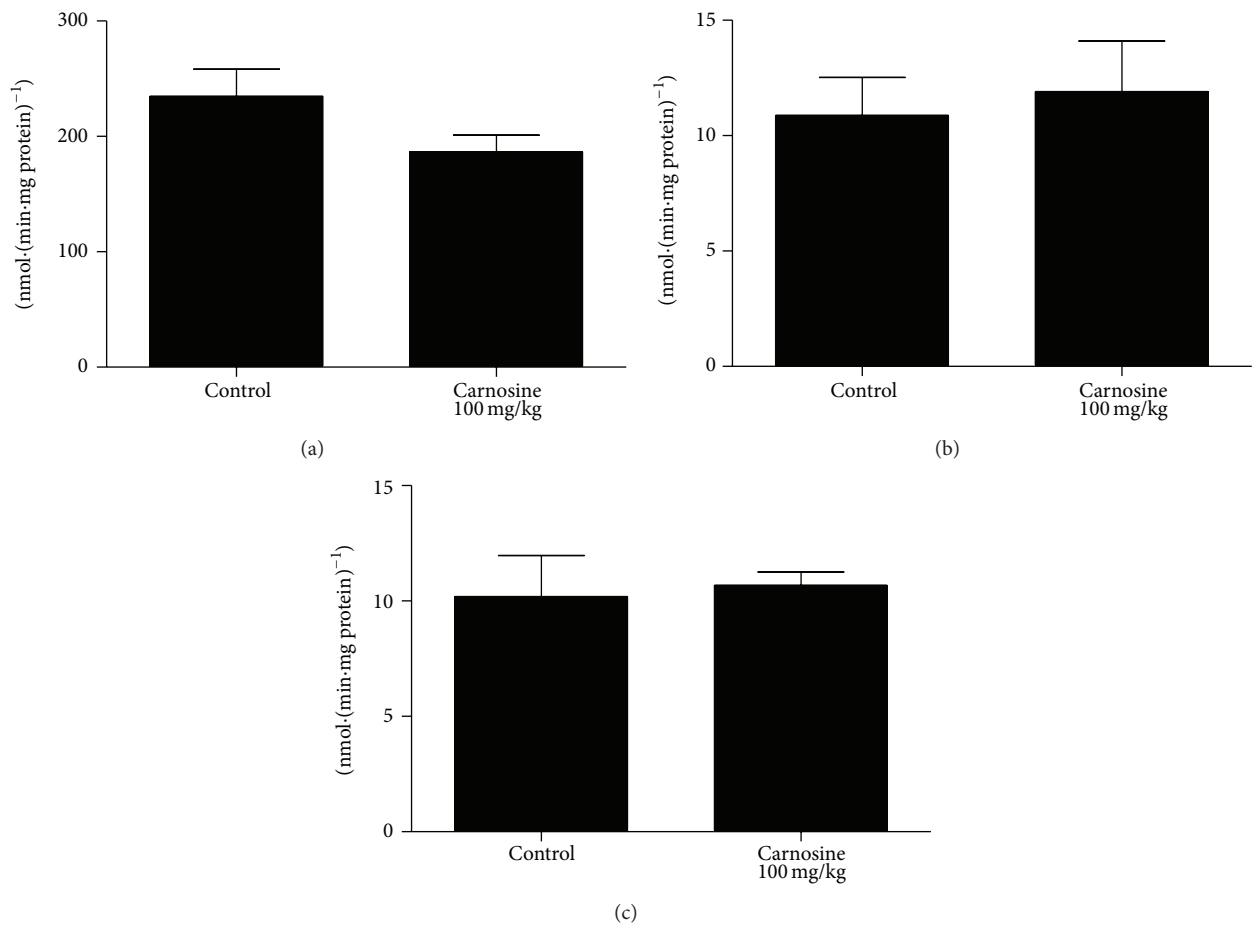 300
200
100
0
(nmol·(min·mg protein)⁻¹)
Control
Carnosine
100 mg/kg
(a)
15
10
5
0
(nmol·(min·mg protein)⁻¹)
Control
Carnosine
100 mg/kg
(b)
15
10
5
0
(nmol·(min·mg protein)⁻¹)
Control
Carnosine
100 mg/kg
(c)